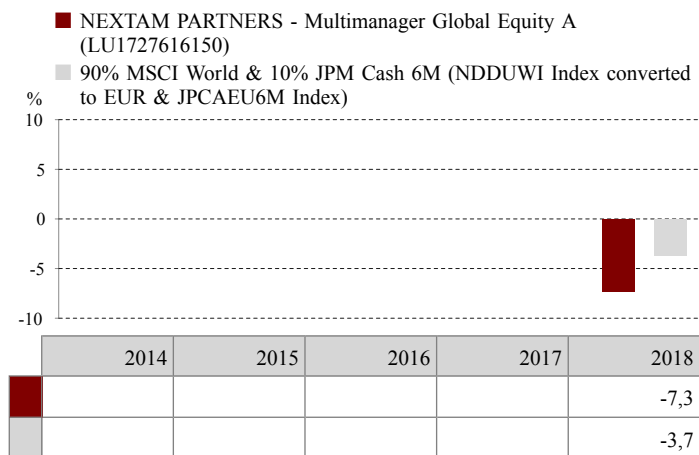 NEXTAM PARTNERS - Multimanager Global Equity A
(LU1727616150)
90% MSCI World & 10% JPM Cash 6M (NDDUWI Index converted
to EUR & JPCAEU6M Index)
%
10
5
0
-5
-10
2014 2015 2016 2017 2018
-7,3
-3,7